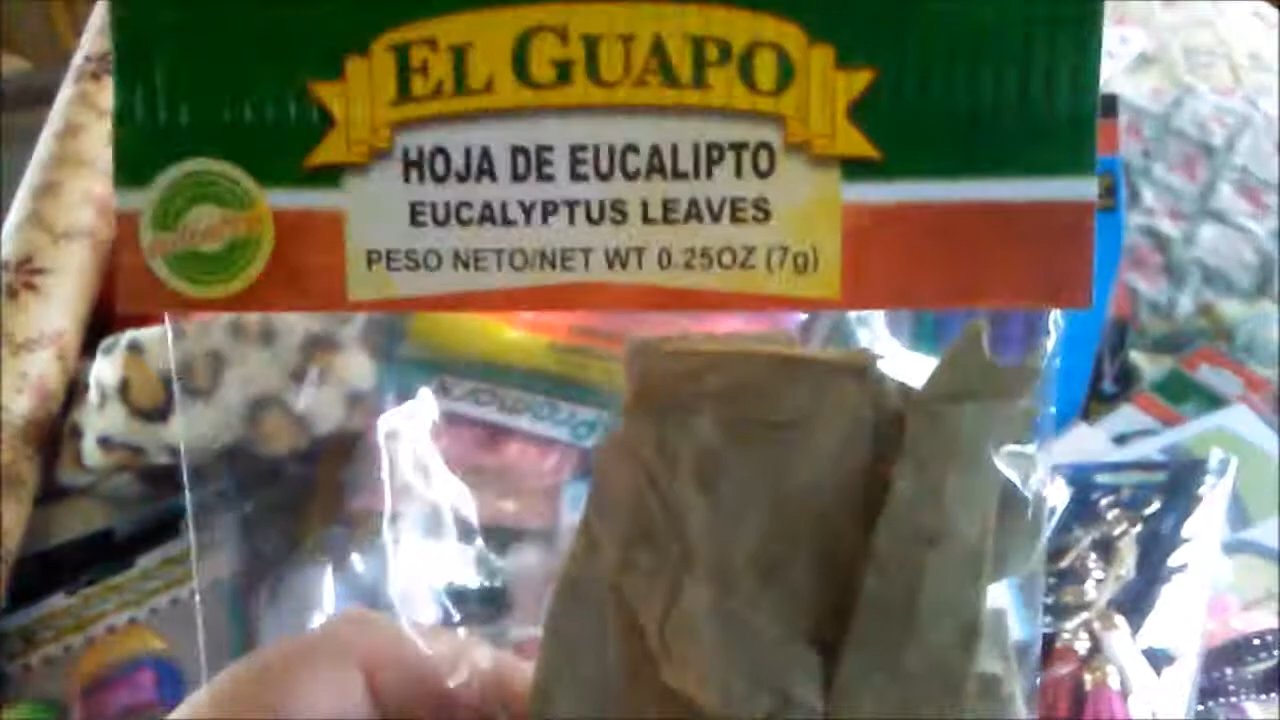 EL GUAPO
HOJA DE EUCALIPTO
EUCALYPTUS LEAVES
PESO NETO/NET WT 0.25OZ (7g)